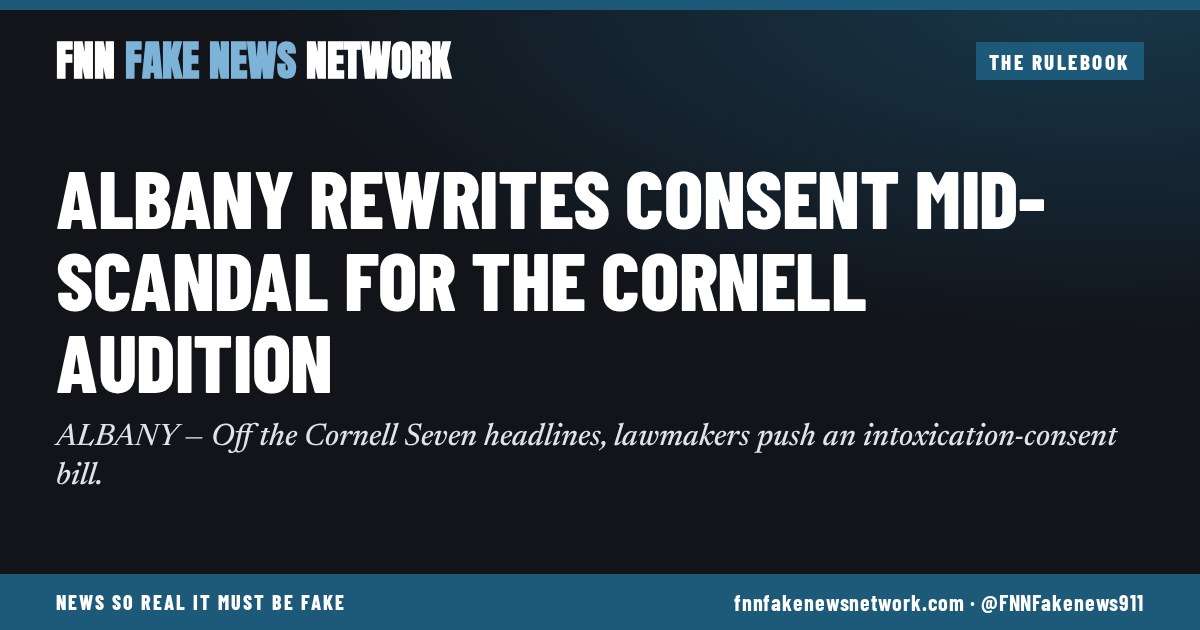 FNN FAKE NEWS NETWORK
THE RULEBOOK
ALBANY REWRITES CONSENT MID-
SCANDAL FOR THE CORNELL
AUDITION
ALBANY — Off the Cornell Seven headlines, lawmakers push an intoxication-consent
bill.
NEWS SO REAL IT MUST BE FAKE
fnnfakenewsnetwork.com · @FNNFakenews911